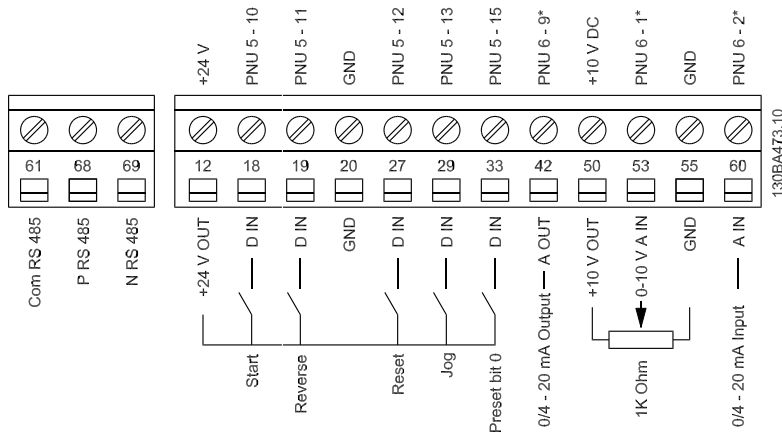 +24 V
PNU 5 - 10
PNU 5 - 11
GND
PNU 5 - 12
PNU 5 - 13
PNU 5 - 15
PNU 6 - 9*
+10 V DC
PNU 6 - 1*
GND
PNU 6 - 2*
61
68
69
12
18
19
20
27
29
33
42
50
53
55
60
130BA473.10
Com RS 485
P RS 485
N RS 485
+24 V OUT
D IN
D IN
GND
D IN
D IN
D IN
0/4 - 20 mA Output
A OUT
+10 V OUT
0-10 V A IN
GND
0/4 - 20 mA Input
A IN
Start
Reverse
Reset
Jog
Preset bit 0
1K Ohm